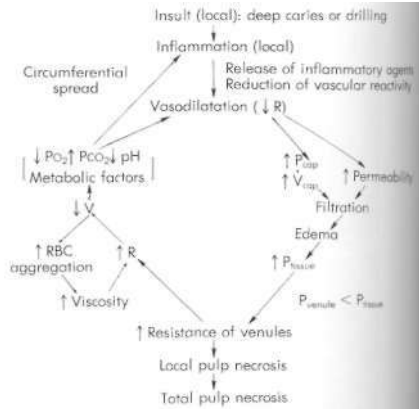 Insult (local): deep caries or drilling
Inflammation (local)
Circumferential
spread
Release of inflammatory agents
Reduction of vascular reactivity
Vasodilatation (↓ R)
↓ PO₂↑ PCO₂↓ pH
[Metabolic factors]
↑ Pcap
↑ V̇cap
↑ Permeability
Filtration
↓ V̇
Edema
↑ RBC
aggregation
↑ R
↑ Ptissue
↑ Viscosity
Pvenule < Ptissue
↑ Resistance of venules
Local pulp necrosis
Total pulp necrosis